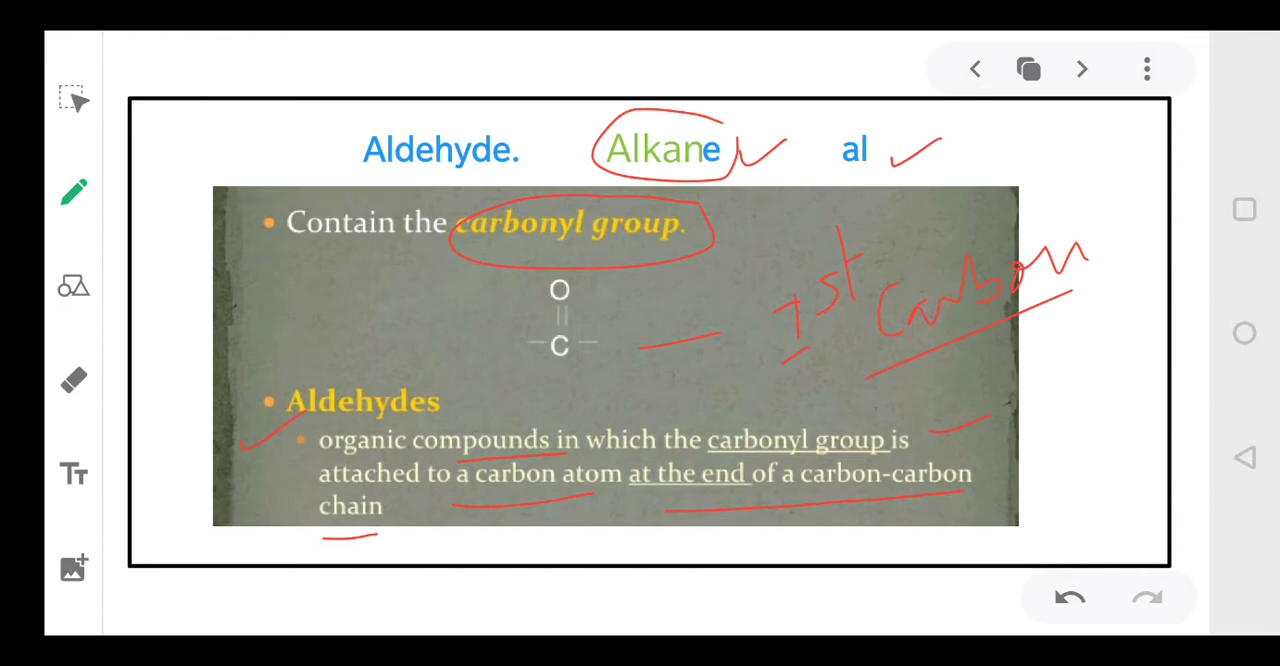 Aldehyde. Alkane al
• Contain the carbonyl group.
O
||
— C —
1st Carbon
• Aldehydes
• organic compounds in which the carbonyl group is
attached to a carbon atom at the end of a carbon-carbon
chain
TT